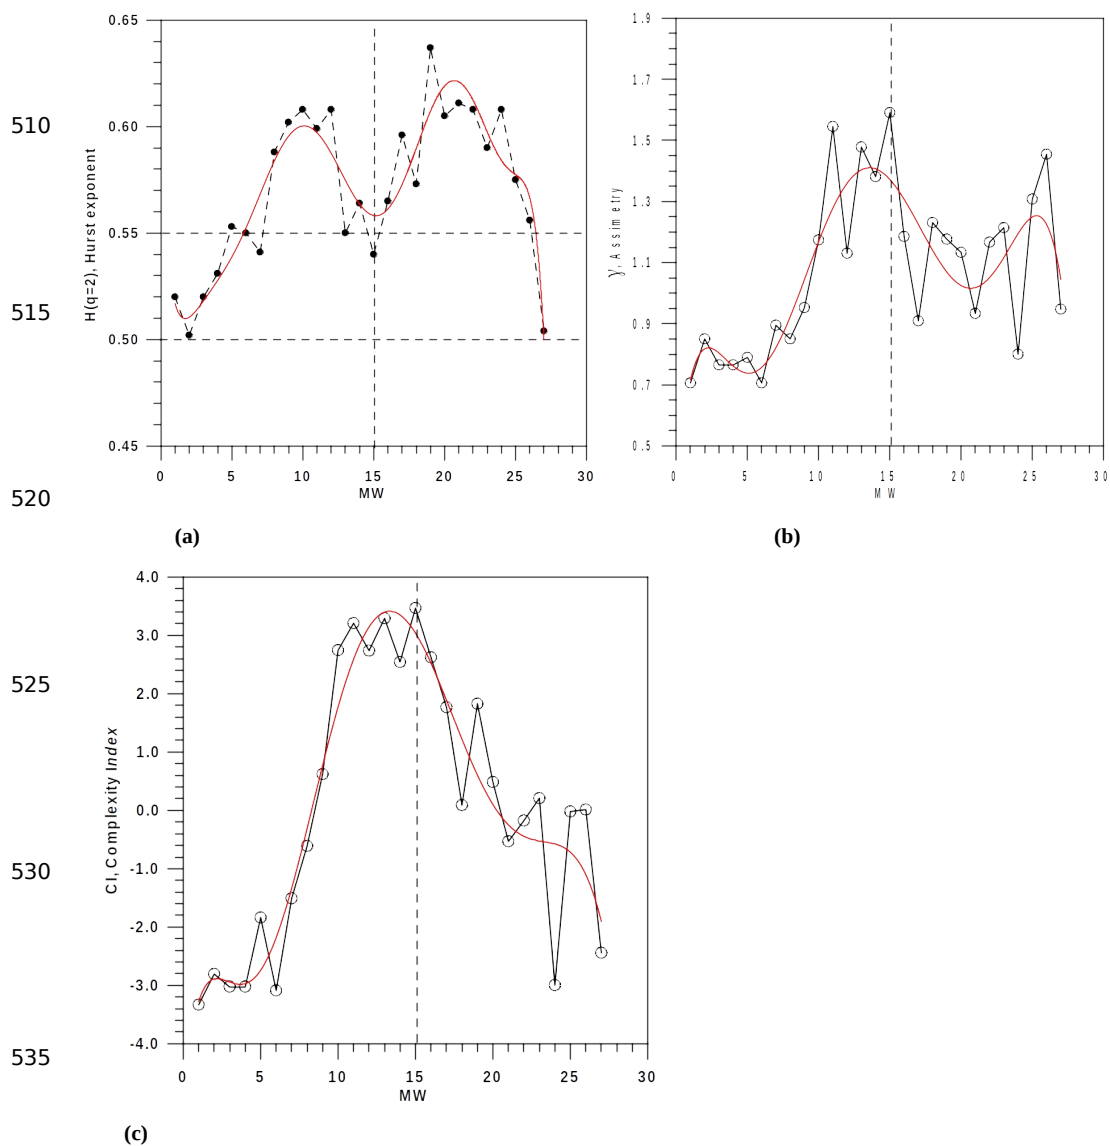 510
515
520
525
530
535
0.65
0.60
0.55
0.50
0.45
H(q=2), Hurst exponent
0 5 10 15 20 25 30
MW
(a)
1.9
1.7
1.5
1.3
1.1
0.9
0.7
0.5
γ, Assimetry
0 5 10 15 20 25 30
MW
(b)
4.0
3.0
2.0
1.0
0.0
-1.0
-2.0
-3.0
-4.0
CI, Complexity Index
0 5 10 15 20 25 30
MW
(c)